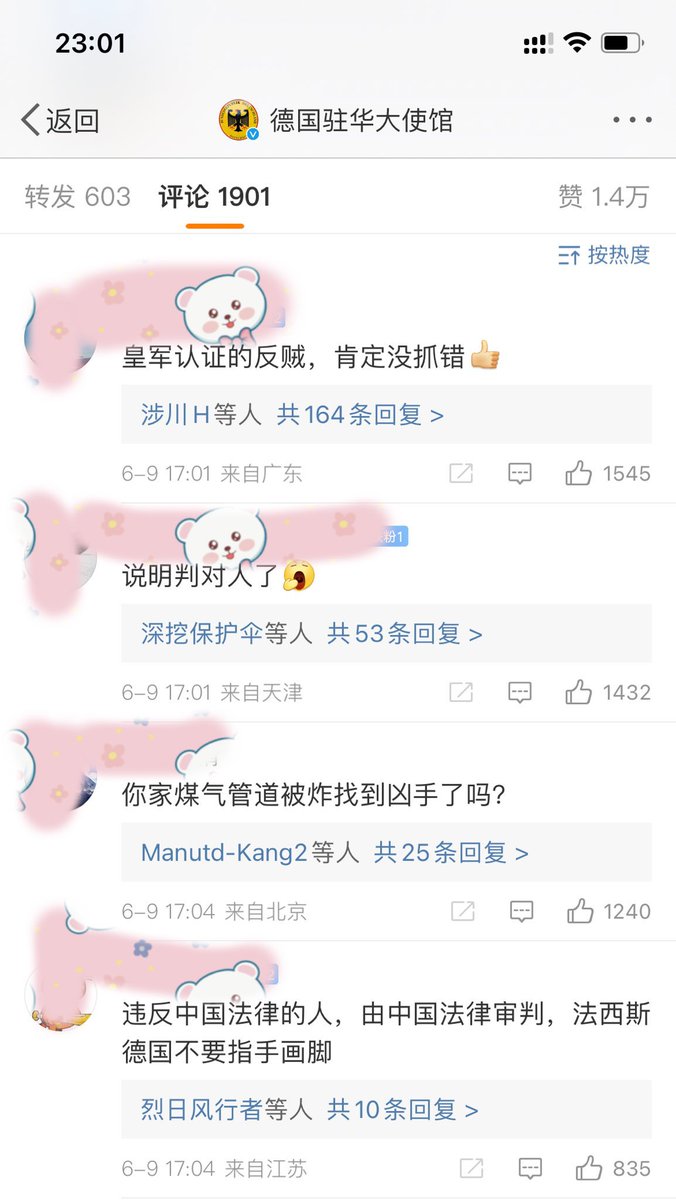 23:01
返回
德国驻华大使馆
转发 603
评论 1901
赞 1.4万
按热度
皇军认证的反贼，肯定没抓错👍
涉川H等人 共164条回复 >
6-9 17:01 来自广东
1545
粉1
说明判对人了🥱
深挖保护伞等人 共53条回复 >
6-9 17:01 来自天津
1432
你家煤气管道被炸找到凶手了吗？
Manutd-Kang2等人 共25条回复 >
6-9 17:04 来自北京
1240
违反中国法律的人，由中国法律审判，法西斯
德国不要指手画脚
烈日风行者等人 共10条回复 >
6-9 17:04 来自江苏
835